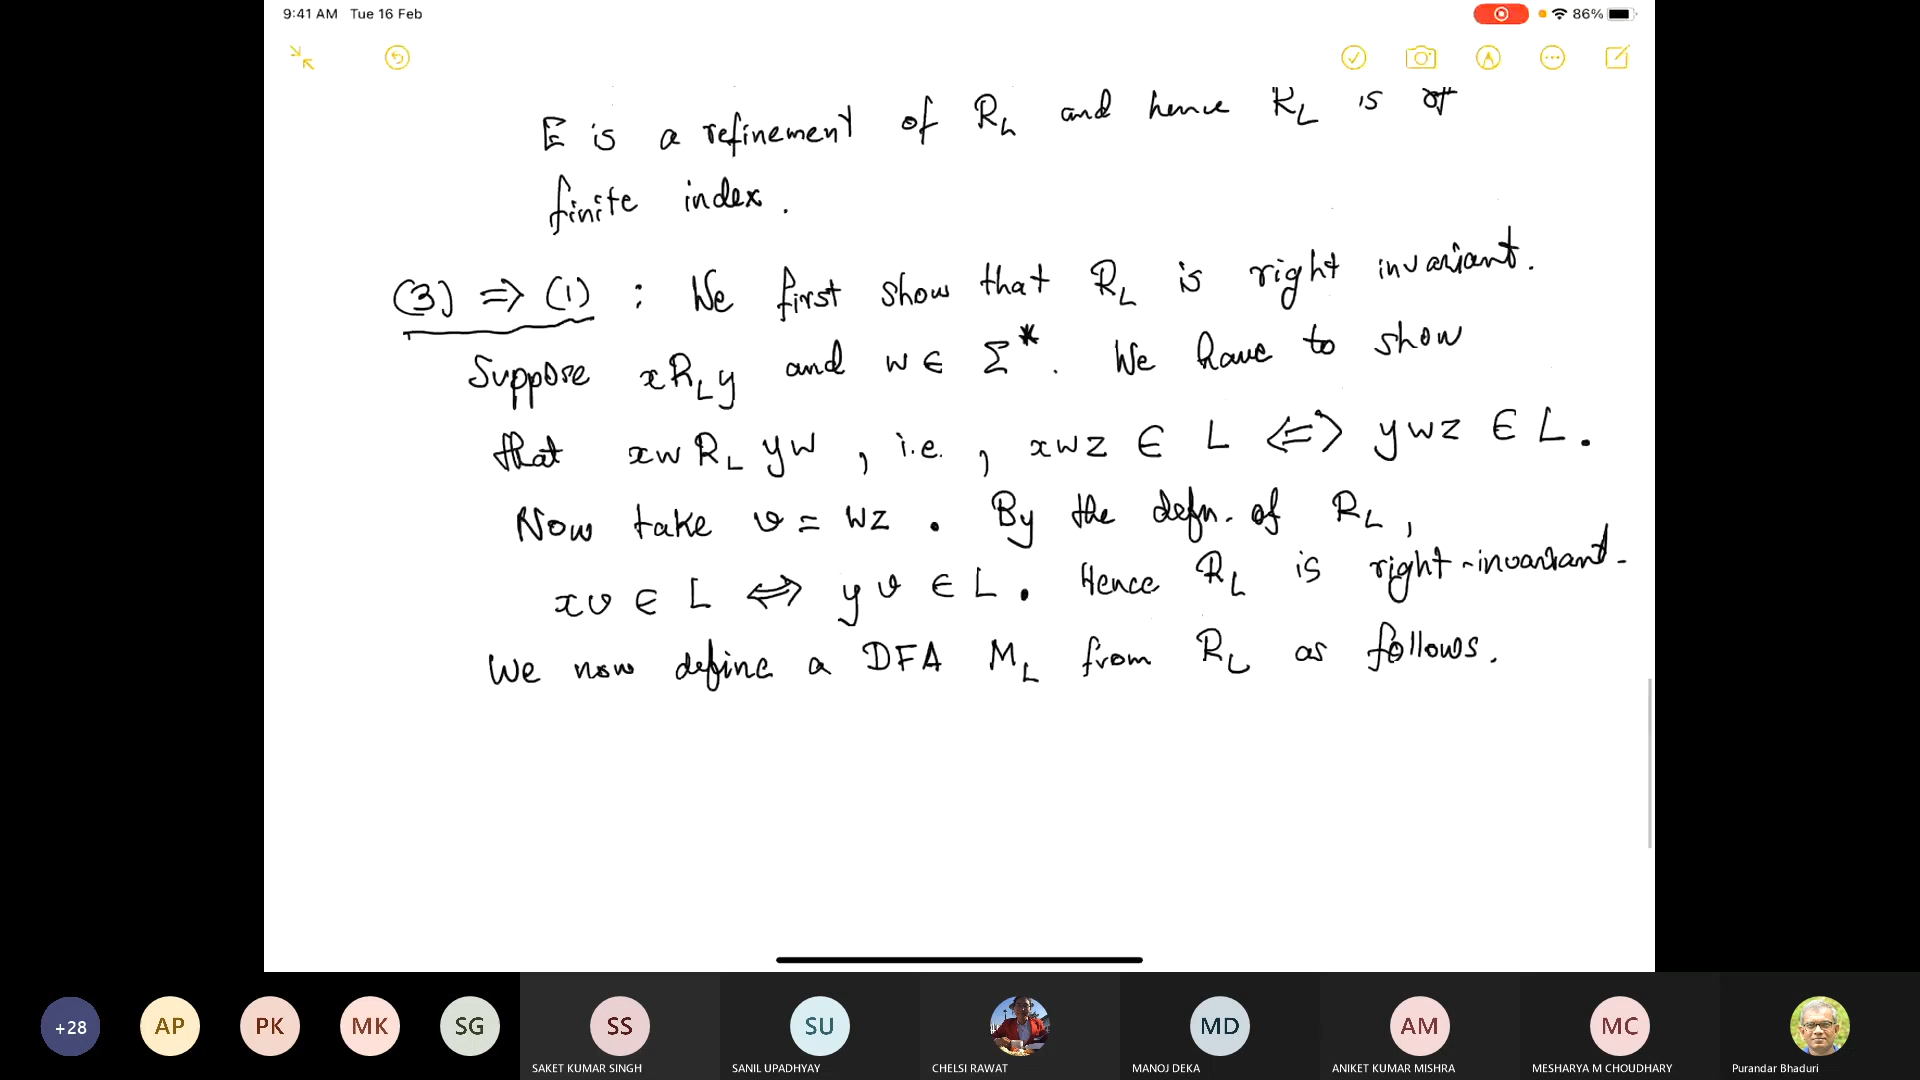 9:41 AM Tue 16 Feb
86%
E is a refinement of R_L and hence R_L is of
finite index.
(3) ⇒ (1) : We first show that R_L is right invariant.
Suppose xR_Ly and w ∈ Σ*. We have to show
that xw R_L yw, i.e., xwz ∈ L ⇔ ywz ∈ L.
Now take v = wz. By the defn. of R_L,
xv ∈ L ⇔ yv ∈ L. Hence R_L is right-invariant.
We now define a DFA M_L from R_L as follows.
+28
AP
PK
MK
SG
SS
SU
MD
AM
MC
SAKET KUMAR SINGH
SANIL UPADHYAY
CHELSI RAWAT
MANOJ DEKA
ANIKET KUMAR MISHRA
MESHARYA M CHOUDHARY
Purandar Bhaduri